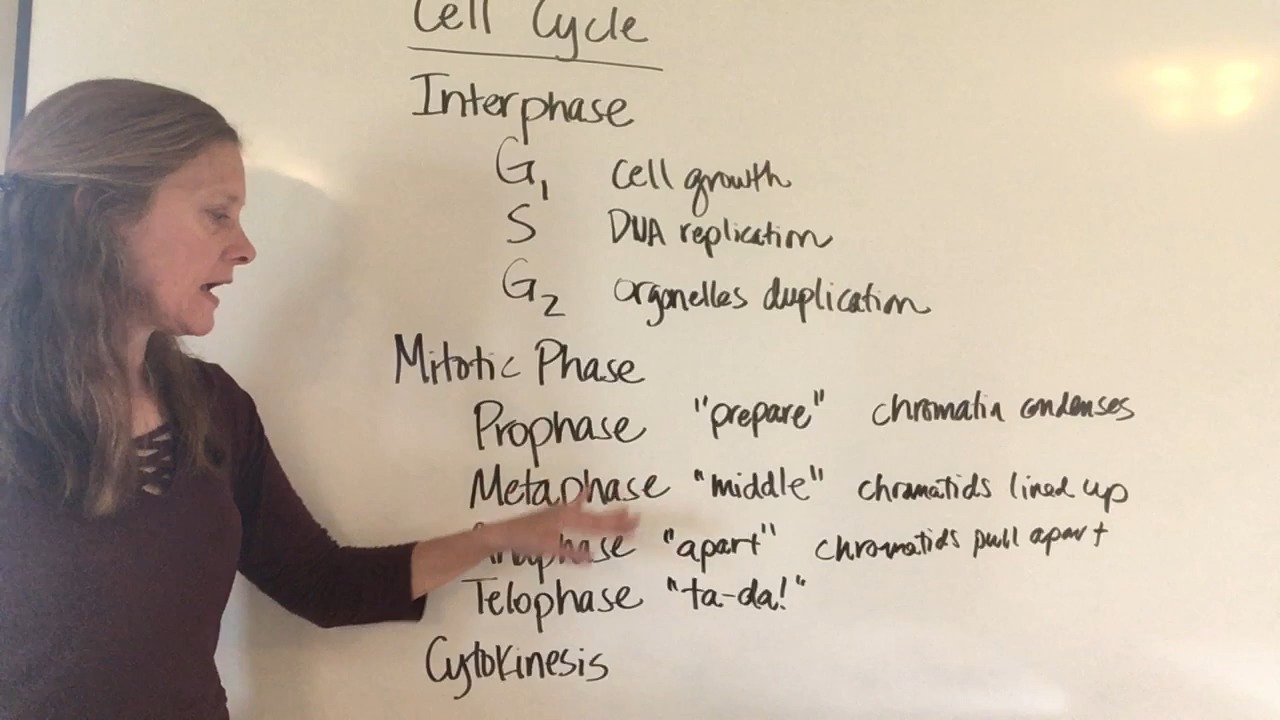 Cell Cycle
Interphase
G1 cell growth
S DNA replication
G2 organelles duplication
Mitotic Phase
Prophase "prepare" chromatin condenses
Metaphase "middle" chromatids lined up
Anaphase "apart" chromatids pull apart
Telophase "ta-da!"
Cytokinesis